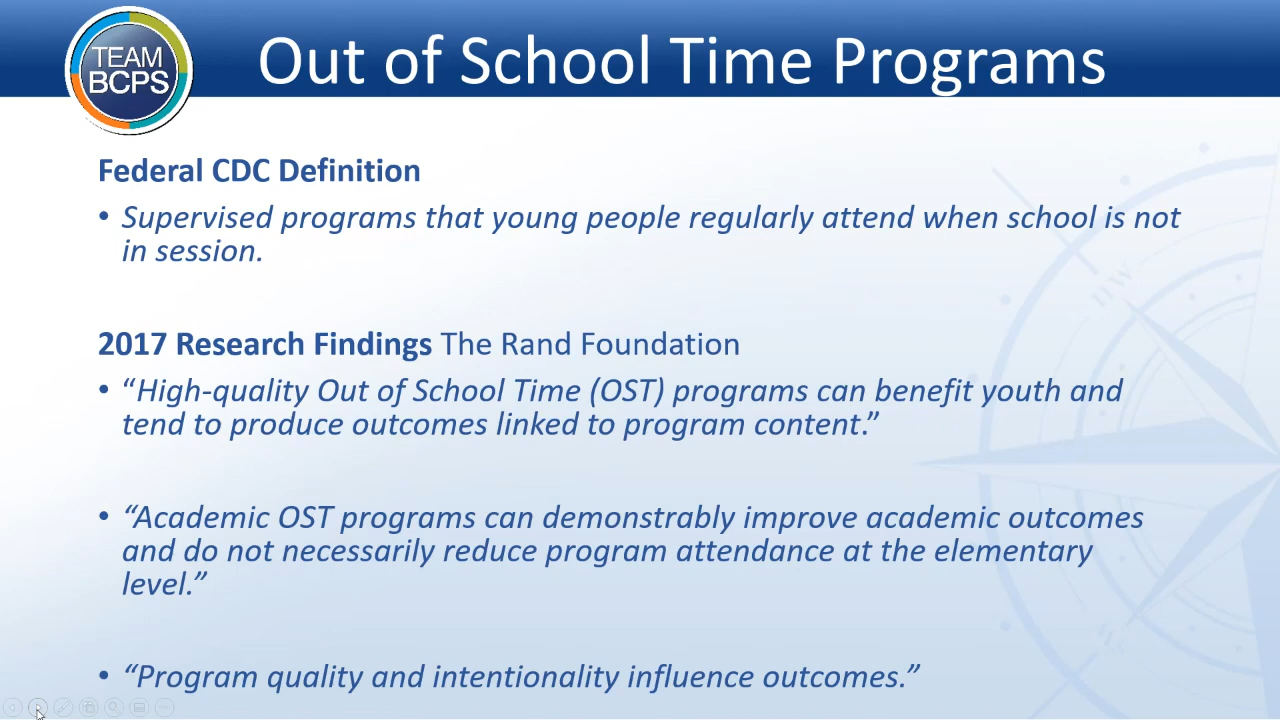 TEAM
BCPS
Out of School Time Programs
Federal CDC Definition
• Supervised programs that young people regularly attend when school is not
in session.
2017 Research Findings The Rand Foundation
• “High-quality Out of School Time (OST) programs can benefit youth and
tend to produce outcomes linked to program content.”
• “Academic OST programs can demonstrably improve academic outcomes
and do not necessarily reduce program attendance at the elementary
level.”
• “Program quality and intentionality influence outcomes.”